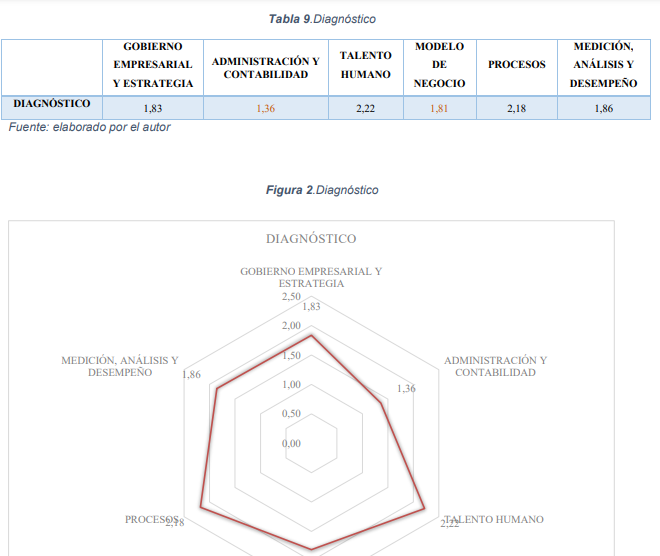 Tabla 9.Diagnóstico
GOBIERNO EMPRESARIAL Y ESTRATEGIA
ADMINISTRACIÓN Y CONTABILIDAD
TALENTO HUMANO
MODELO DE NEGOCIO
PROCESOS
MEDICIÓN, ANÁLISIS Y DESEMPEÑO
DIAGNÓSTICO 1,83 1,36 2,22 1,81 2,18 1,86
Fuente: elaborado por el autor
Figura 2.Diagnóstico
DIAGNÓSTICO
GOBIERNO EMPRESARIAL Y
ESTRATEGIA
2,50
1,83
2,00
1,50
1,00
0,50
0,00
ADMINISTRACIÓN Y
CONTABILIDAD
1,36
TALENTO HUMANO
2,22
PROCESOS
2,18
MEDICIÓN, ANÁLISIS Y
DESEMPEÑO
1,86